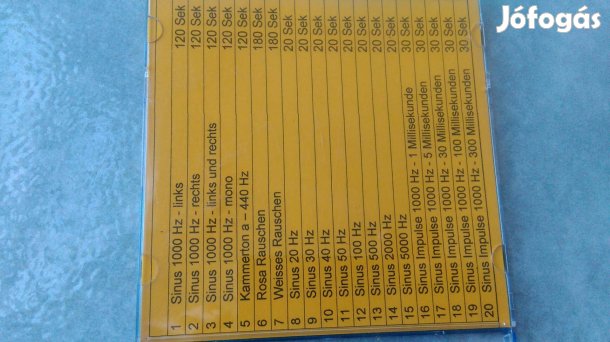 Jófogás
1 Sinus 1000 Hz - links 120 Sek
2 Sinus 1000 Hz - rechts 120 Sek
3 Sinus 1000 Hz - links und rechts 120 Sek
4 Sinus 1000 Hz - mono 120 Sek
5 Kammerton a – 440 Hz 120 Sek
6 Rosa Rauschen 180 Sek
7 Weisses Rauschen 180 Sek
8 Sinus 20 Hz 20 Sek
9 Sinus 30 Hz 20 Sek
10 Sinus 40 Hz 20 Sek
11 Sinus 50 Hz 20 Sek
12 Sinus 100 Hz 20 Sek
13 Sinus 500 Hz 20 Sek
14 Sinus 2000 Hz 20 Sek
15 Sinus 5000 Hz 20 Sek
16 Sinus Impulse 1000 Hz - 1 Millisekunde 30 Sek
17 Sinus Impulse 1000 Hz - 5 Millisekunden 30 Sek
18 Sinus Impulse 1000 Hz - 30 Millisekunden 30 Sek
19 Sinus Impulse 1000 Hz - 100 Millisekunden 30 Sek
20 Sinus Impulse 1000 Hz - 300 Millisekunden 30 Sek